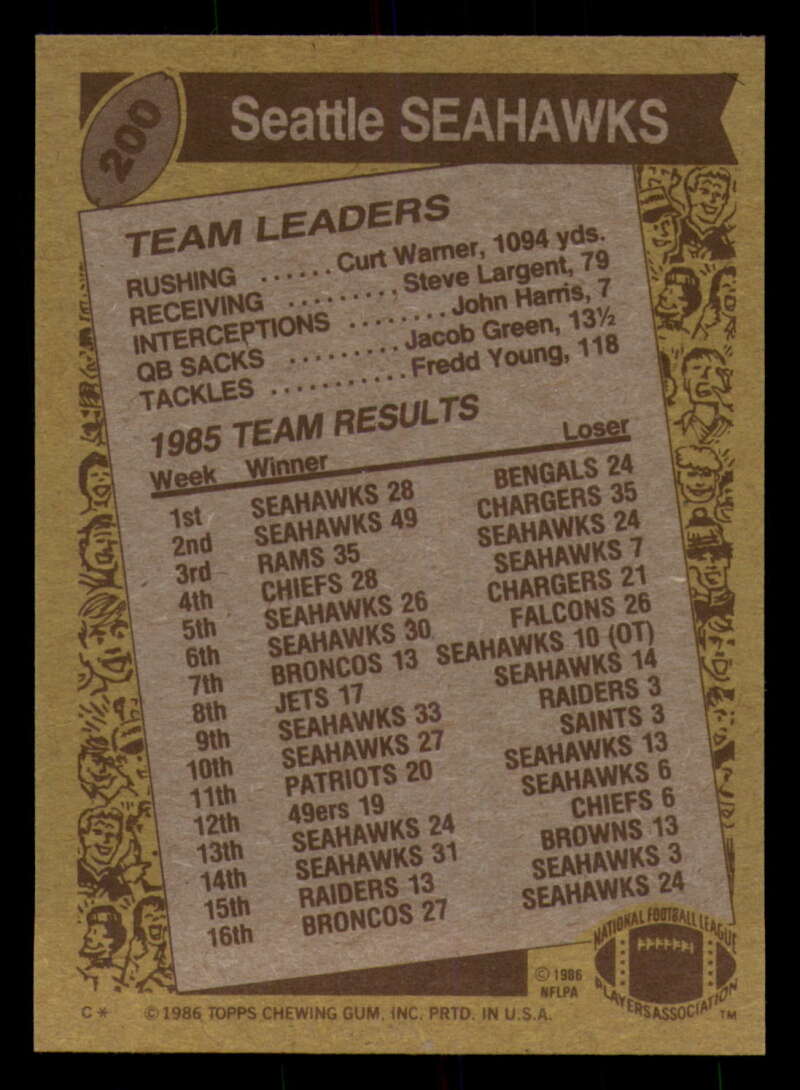 200
Seattle SEAHAWKS
TEAM LEADERS
RUSHING ......Curt Warner, 1094 yds.
RECEIVING .........Steve Largent, 79
INTERCEPTIONS ........John Harris, 7
QB SACKS .........Jacob Green, 13½
TACKLES ...........Fredd Young, 118
1985 TEAM RESULTS
Week Winner Loser
1st SEAHAWKS 28 BENGALS 24
2nd SEAHAWKS 49 CHARGERS 35
3rd RAMS 35 SEAHAWKS 24
4th CHIEFS 28 SEAHAWKS 7
5th SEAHAWKS 26 CHARGERS 21
6th SEAHAWKS 30 FALCONS 26
7th BRONCOS 13 SEAHAWKS 10 (OT)
8th JETS 17 SEAHAWKS 14
9th SEAHAWKS 33 RAIDERS 3
10th SEAHAWKS 27 SAINTS 3
11th PATRIOTS 20 SEAHAWKS 13
12th 49ers 19 SEAHAWKS 6
13th SEAHAWKS 24 CHIEFS 6
14th SEAHAWKS 31 BROWNS 13
15th RAIDERS 13 SEAHAWKS 3
16th BRONCOS 27 SEAHAWKS 24
NATIONAL FOOTBALL LEAGUE
PLAYERS ASSOCIATION
TM
© 1986
NFLPA
C* © 1986 TOPPS CHEWING GUM, INC. PRTD. IN U.S.A.